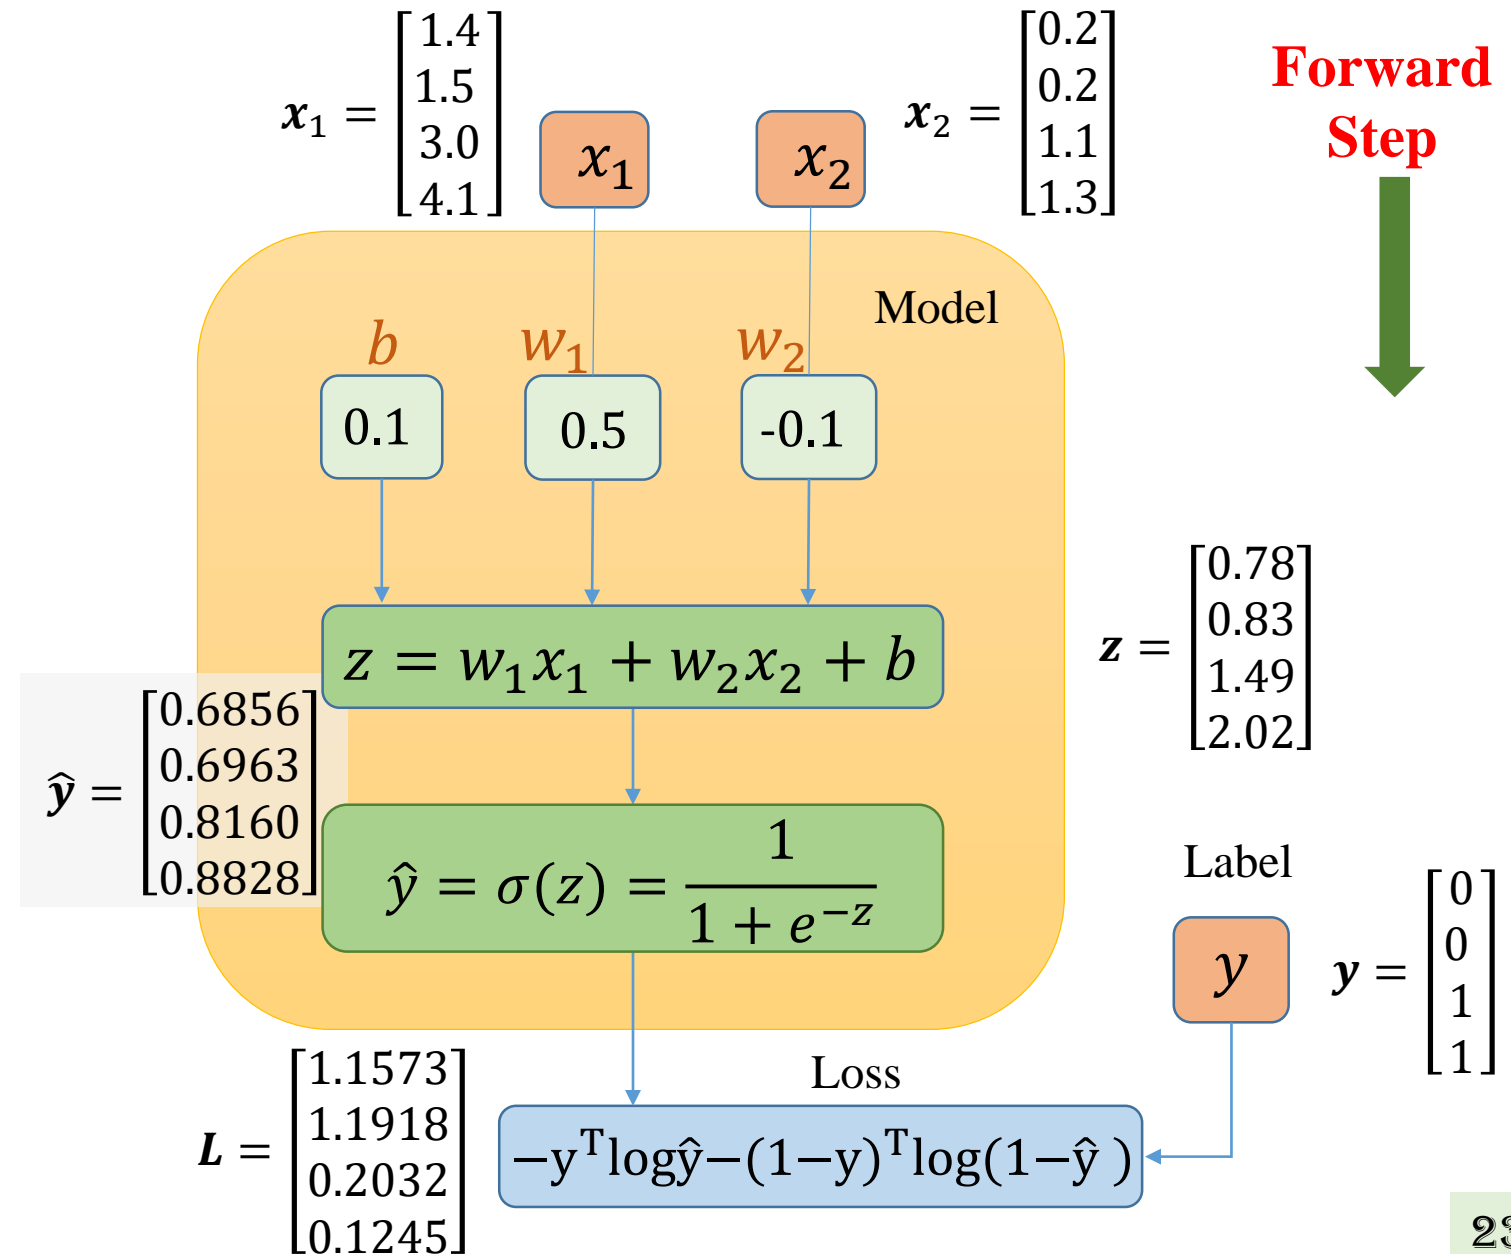 𝒙₁ = [1.4 1.5 3.0 4.1]
x₁
x₂
𝒙₂ = [0.2 0.2 1.1 1.3]
Forward
Step
Model
b
w₁
w₂
0.1
0.5
-0.1
z = w₁x₁ + w₂x₂ + b
𝒛 = [0.78 0.83 1.49 2.02]
ŷ = [0.6856 0.6963 0.8160 0.8828]
ŷ = σ(z) = 1 / (1 + e⁻ᶻ)
Label
y
𝒚 = [0 0 1 1]
Loss
𝑳 = [1.1573 1.1918 0.2032 0.1245]
−yᵀlogŷ−(1−y)ᵀlog(1−ŷ )
23